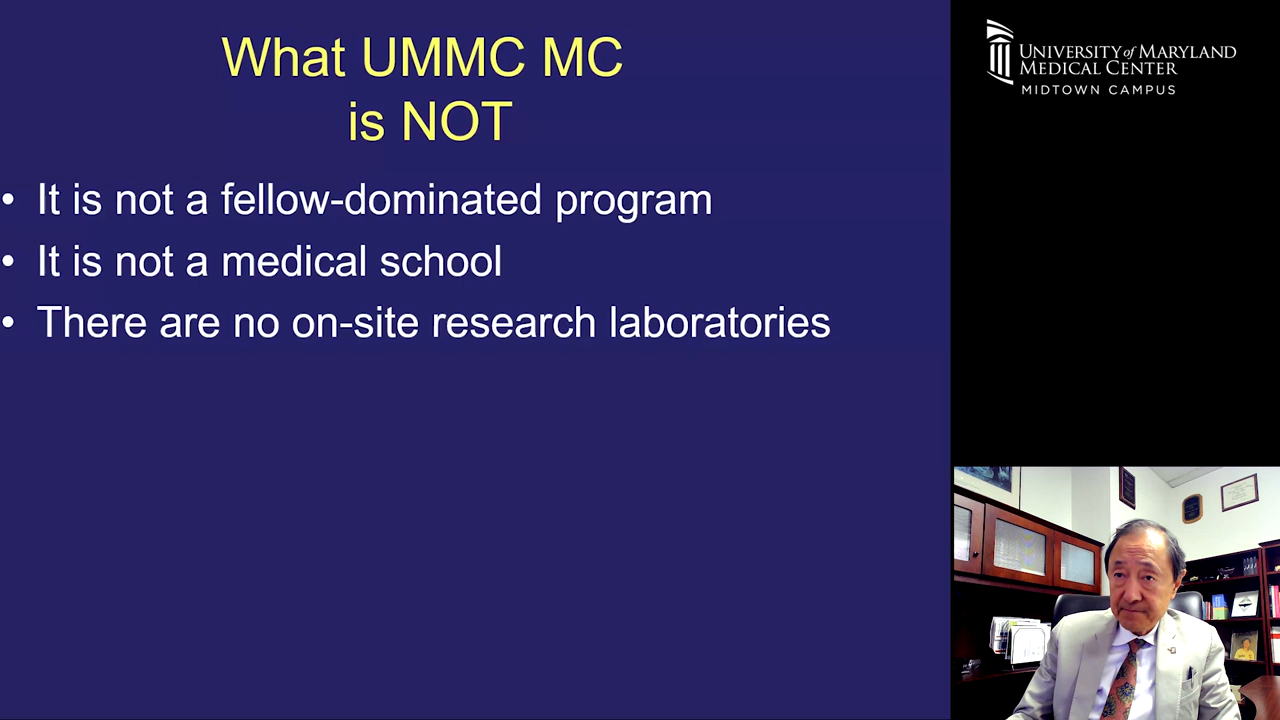 What UMMC MC
is NOT
• It is not a fellow-dominated program
• It is not a medical school
• There are no on-site research laboratories
UNIVERSITY of MARYLAND
MEDICAL CENTER
MIDTOWN CAMPUS